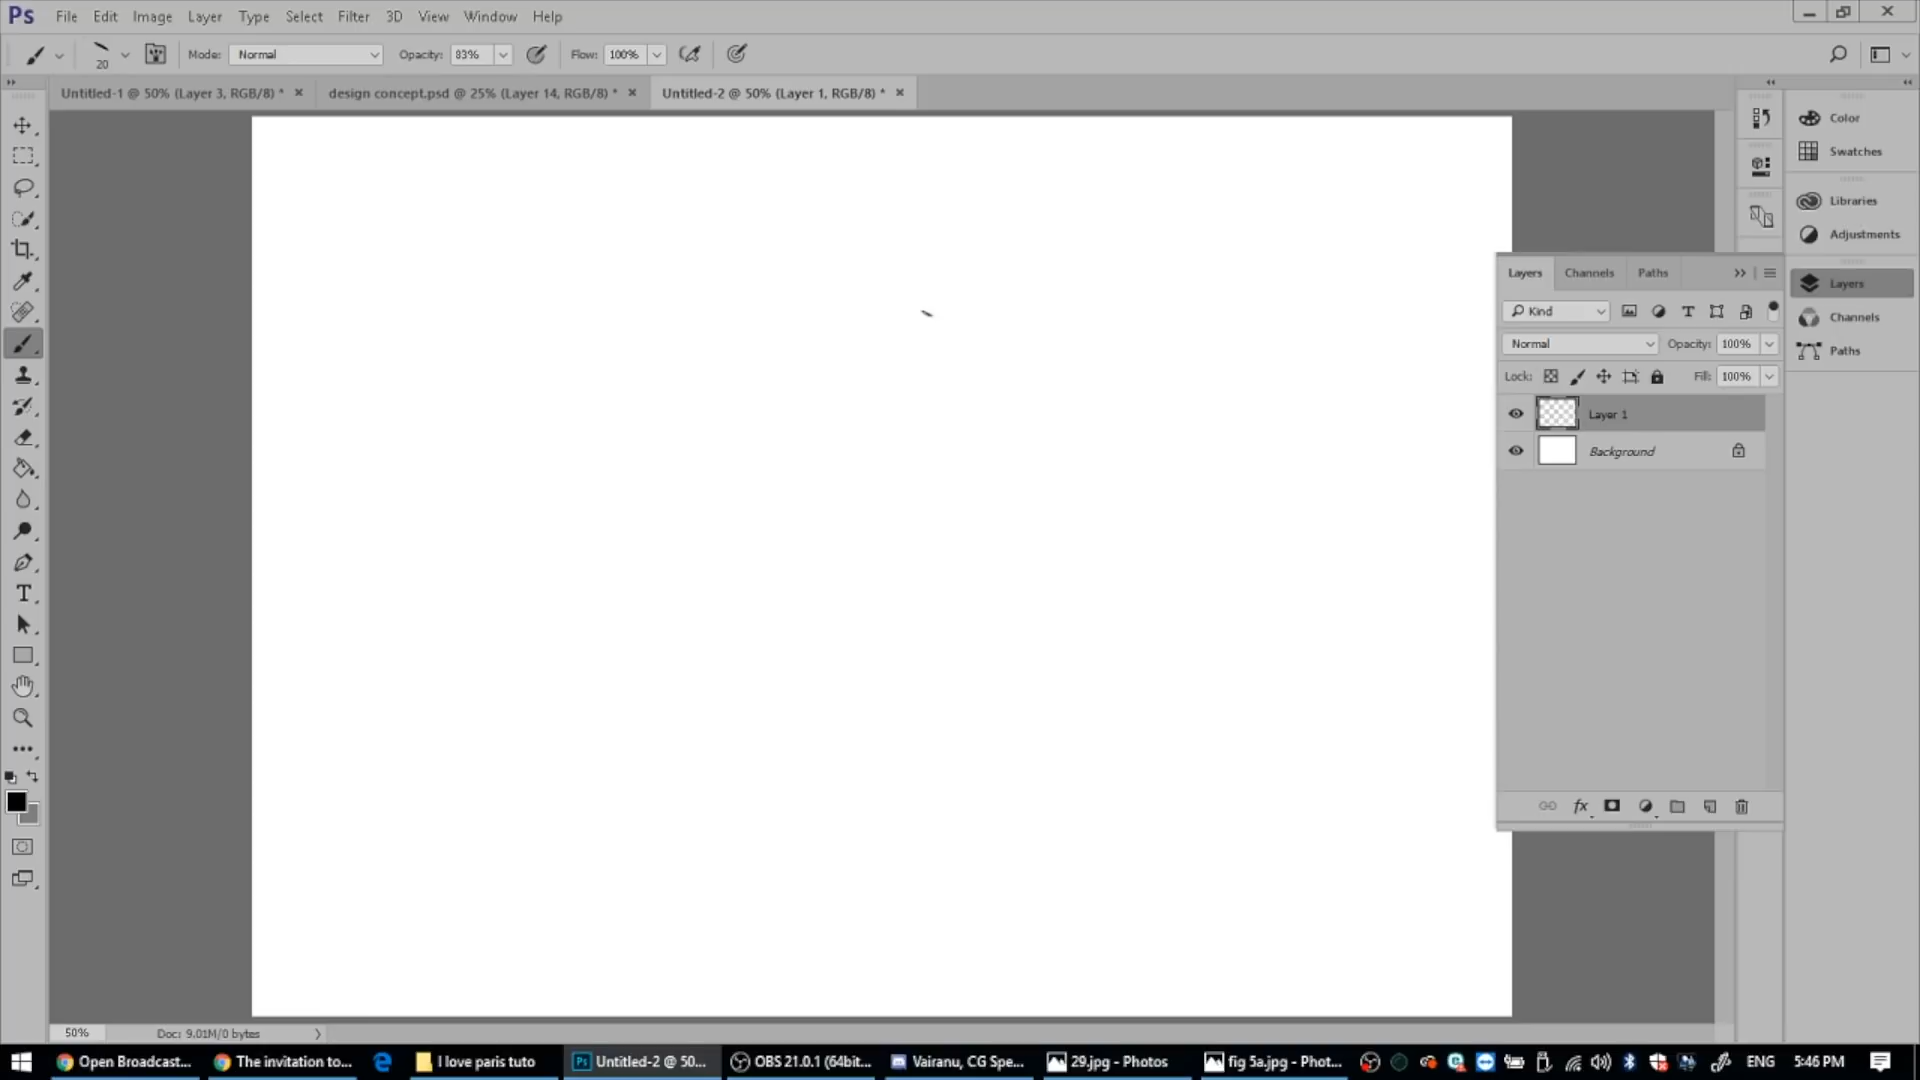 Ps File Edit Image Layer Type Select Filter 3D View Window Help
20 Mode: Normal Opacity: 83% Flow: 100%
Untitled-1 @ 50% (Layer 3, RGB/8) * design concept.psd @ 25% (Layer 14, RGB/8) * Untitled-2 @ 50% (Layer 1, RGB/8) *
Color
Swatches
Libraries
Adjustments
Layers
Channels
Paths
Layers Channels Paths
Kind
Normal Opacity: 100%
Lock: Fill: 100%
Layer 1
Background
fx
50% Doc: 9.01M/0 bytes
Open Broadcast... The invitation to... I love paris tuto Ps Untitled-2 @ 50... OBS 21.0.1 (64bit... Vairanu, CG Spe... 29.jpg - Photos fig 5a.jpg - Phot... ENG 5:46 PM